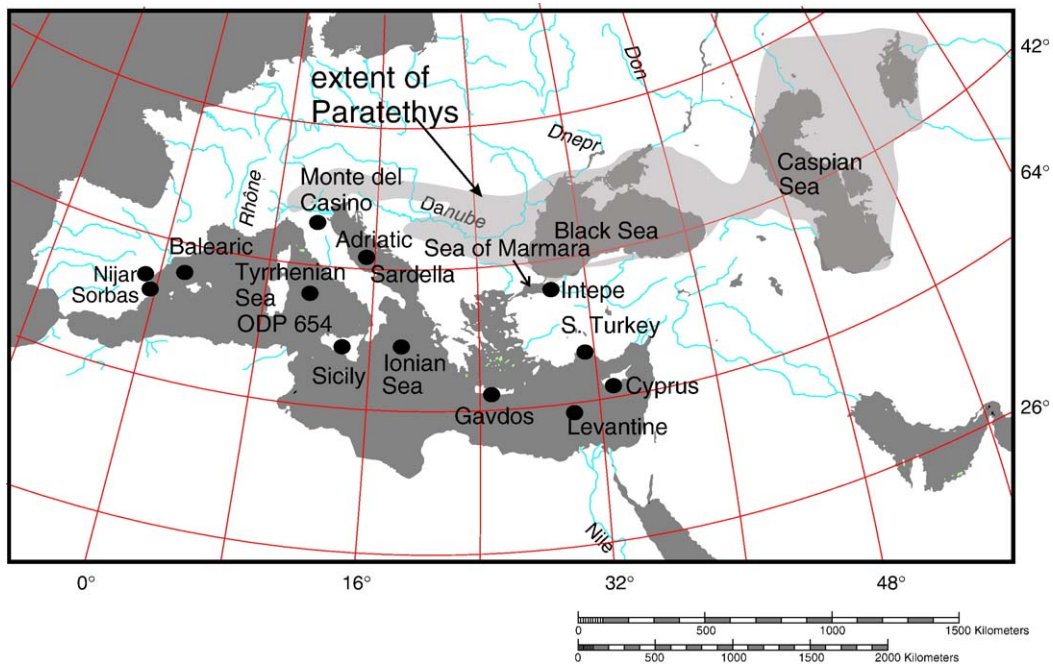 42°
extent of
Paratethys
Don
Dnepr
64°
Caspian
Sea
Monte del
Casino
Rhône
Danube
Black Sea
Adriatic
Sea of Marmara
Balearic
Sardella
Nijar
Tyrrhenian
Sea
Sorbas
Intepe
ODP 654
S. Turkey
Sicily
Ionian
Sea
Cyprus
Gavdos
Levantine
26°
Nile
0°
16°
32°
48°
0
500
1000
1500 Kilometers
0
500
1000
1500
2000 Kilometers